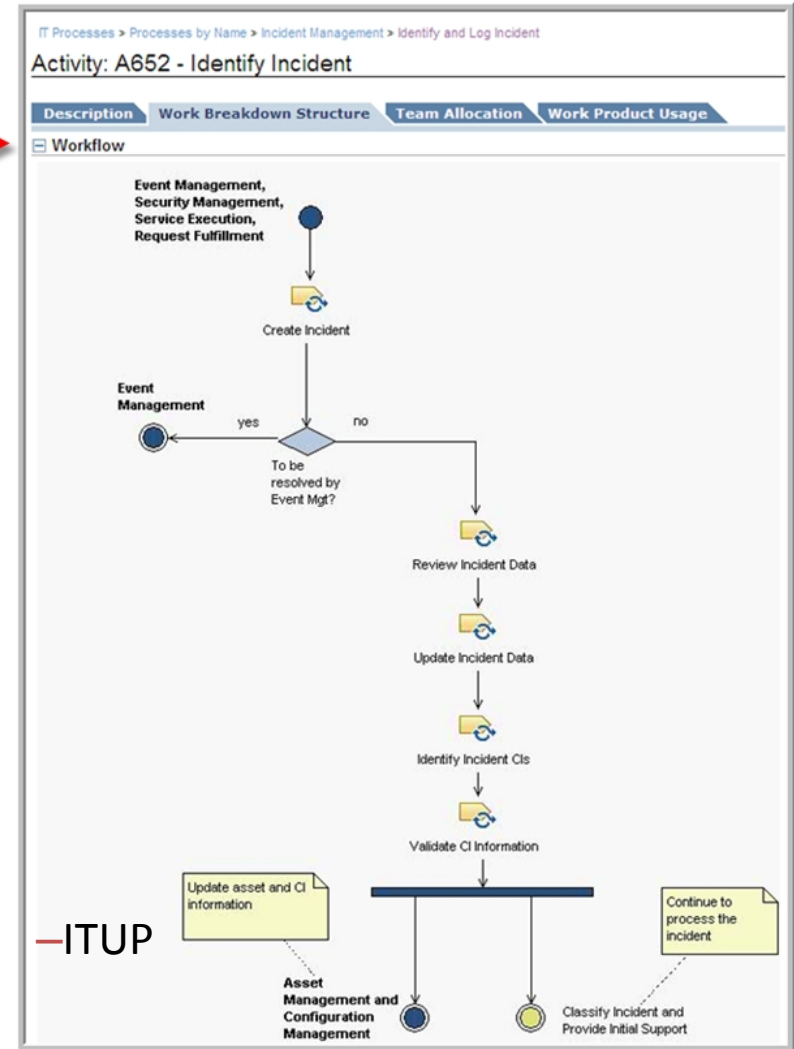 IT Processes > Processes by Name > Incident Management > Identify and Log Incident
Activity: A652 - Identify Incident
Description Work Breakdown Structure Team Allocation Work Product Usage
Workflow
Event Management,
Security Management,
Service Execution,
Request Fulfillment
Create Incident
Event
Management
yes
no
To be
resolved by
Event Mgt?
Review Incident Data
Update Incident Data
Identify Incident CIs
Validate CI Information
Update asset and CI
information
Continue to
process the
incident
–ITUP
Asset
Management and
Configuration
Management
Classify Incident and
Provide Initial Support